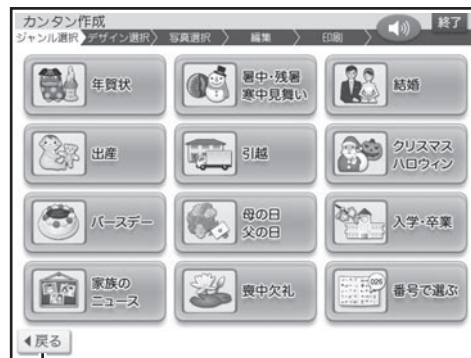 カンタン作成
終了
ジャンル選択
デザイン選択
写真選択
編集
印刷
年賀状
暑中・残暑
寒中見舞い
結婚
出産
引越
クリスマス
ハロウィン
バースデー
母の日
父の日
入学・卒業
家族の
ニュース
喪中欠礼
026
番号で選ぶ
戻る